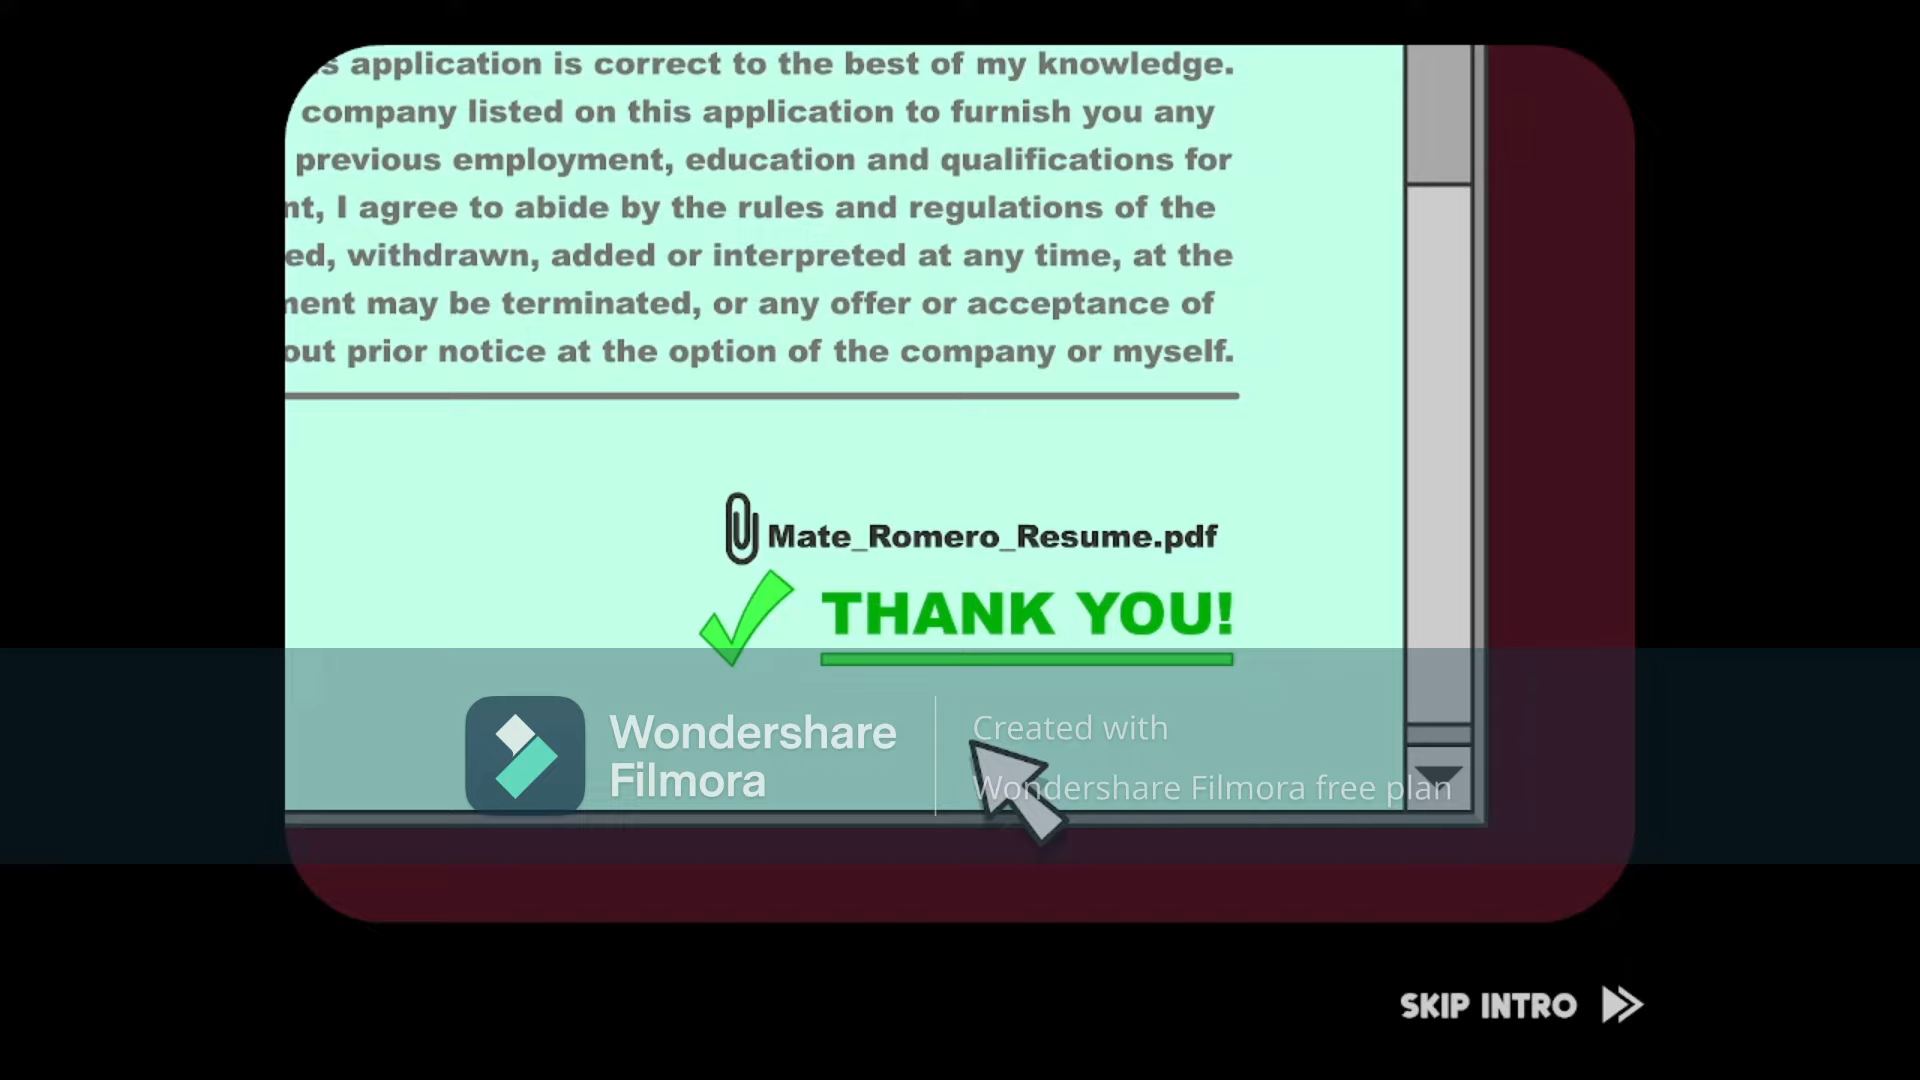 application is correct to the best of my knowledge.
company listed on this application to furnish you any
previous employment, education and qualifications for
nt, I agree to abide by the rules and regulations of the
ed, withdrawn, added or interpreted at any time, at the
ment may be terminated, or any offer or acceptance of
out prior notice at the option of the company or myself.
Mate_Romero_Resume.pdf
THANK YOU!
Wondershare
Filmora
Created with
Wondershare Filmora free plan
SKIP INTRO